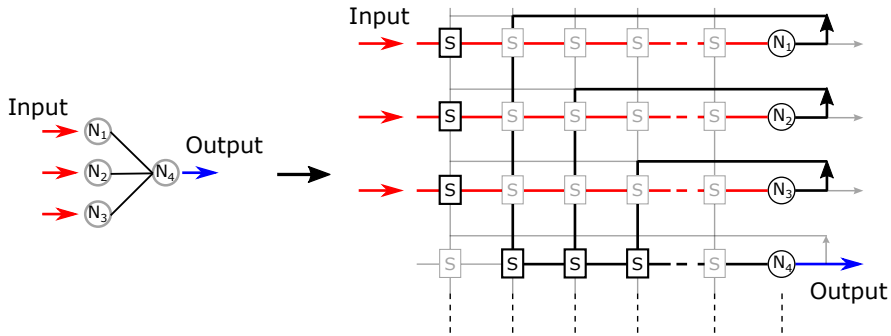 Input
N1
N2
N3
N4
Output
Input
S S S S S N1
S S S S S N2
S S S S S N3
S S S S S N4
Output